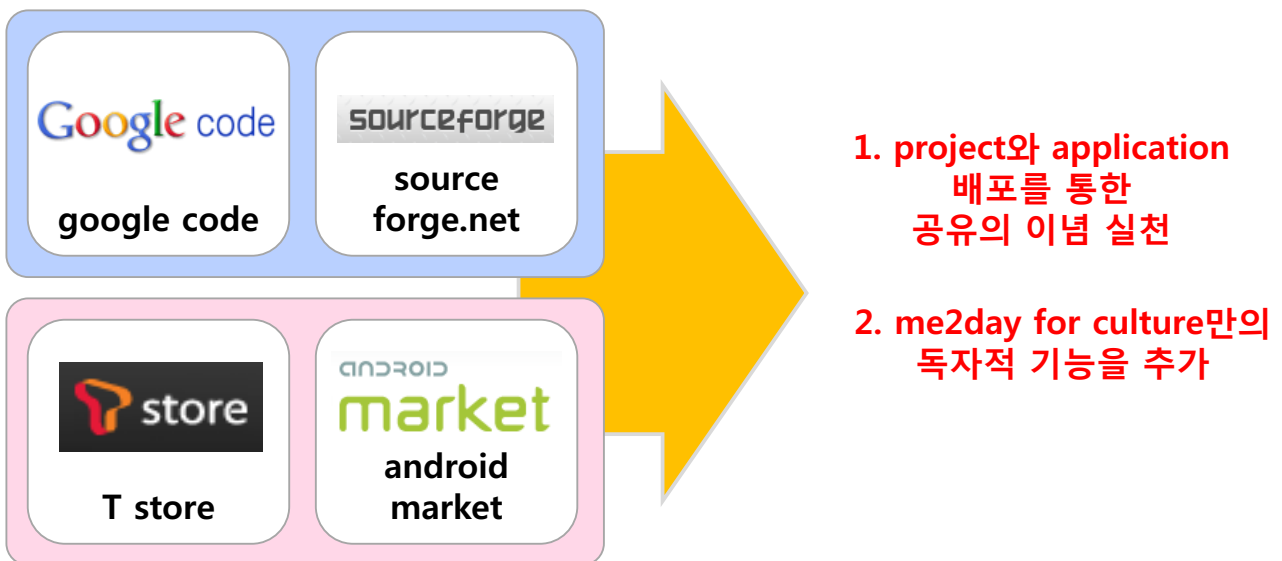 Google code
google code
sourceforge
source
forge.net
T store
T store
android
market
android
market
1. project와 application
배포를 통한
공유의 이념 실천
2. me2day for culture만의
독자적 기능을 추가